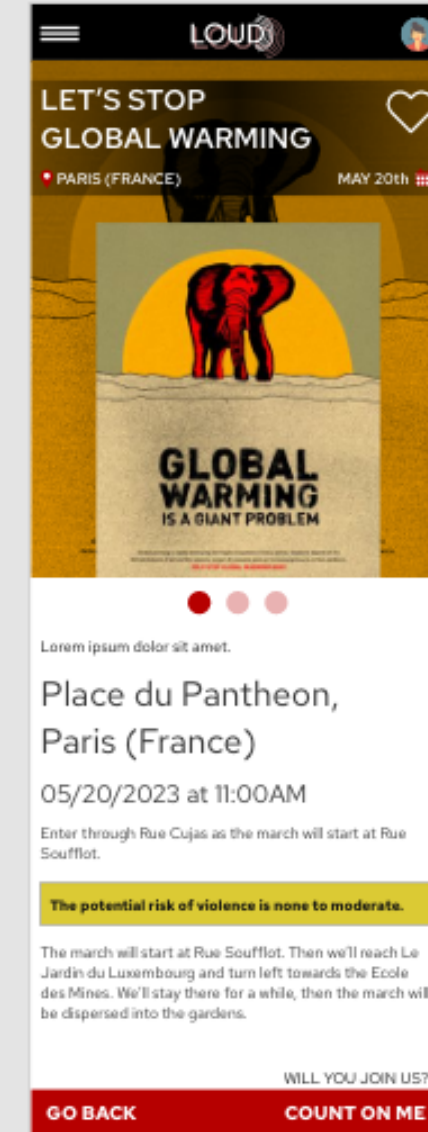 LOUD
LET'S STOP
GLOBAL WARMING
PARIS (FRANCE)
MAY 20th
GLOBAL
WARMING
IS A GIANT PROBLEM
Lorem ipsum dolor sit amet.
Place du Pantheon,
Paris (France)
05/20/2023 at 11:00AM
Enter through Rue Cujas as the march will start at Rue
Soufflot.
The potential risk of violence is none to moderate.
The march will start at Rue Soufflot. Then we'll reach Le
Jardin du Luxembourg and turn left towards the Ecole
des Mines. We'll stay there for a while, then the march will
be dispersed into the gardens.
WILL YOU JOIN US?
GO BACK
COUNT ON ME